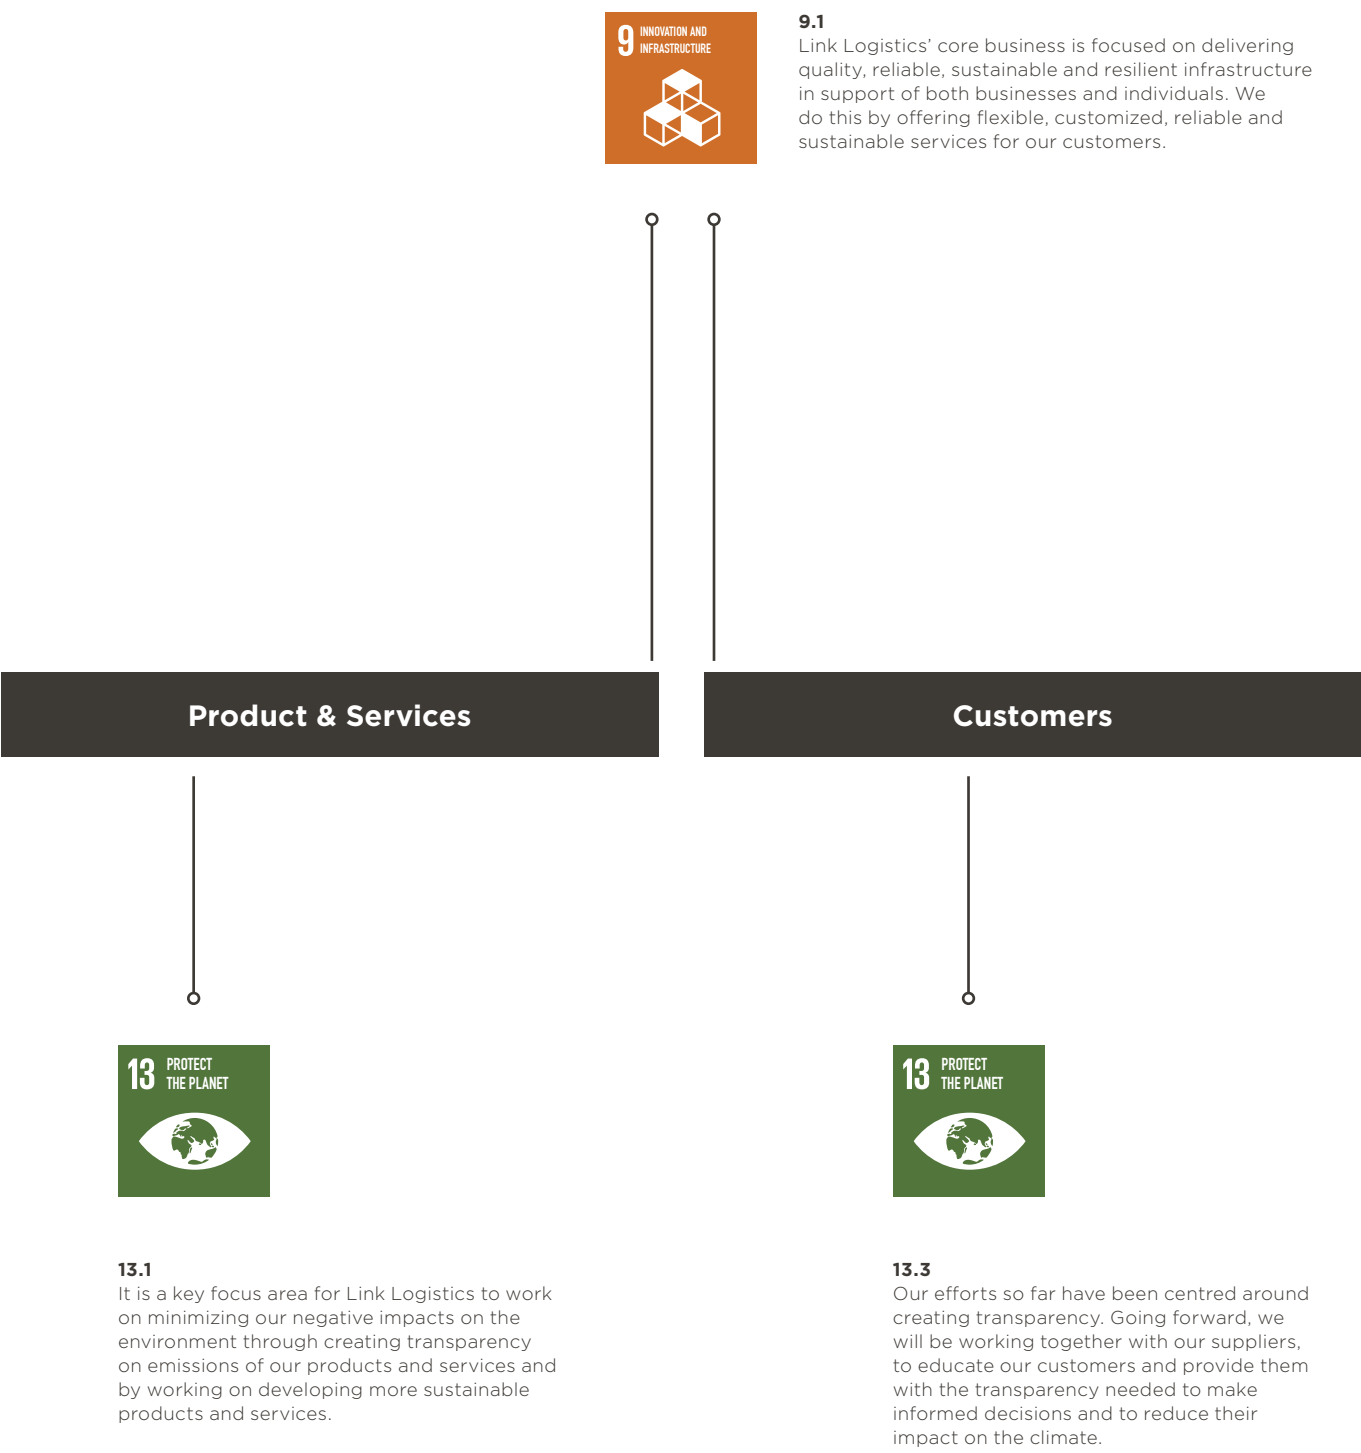 9 INNOVATION AND
INFRASTRUCTURE
9.1
Link Logistics’ core business is focused on delivering
quality, reliable, sustainable and resilient infrastructure
in support of both businesses and individuals. We
do this by offering flexible, customized, reliable and
sustainable services for our customers.
Product & Services
Customers
13 PROTECT
THE PLANET
13.1
It is a key focus area for Link Logistics to work
on minimizing our negative impacts on the
environment through creating transparency
on emissions of our products and services and
by working on developing more sustainable
products and services.
13 PROTECT
THE PLANET
13.3
Our efforts so far have been centred around
creating transparency. Going forward, we
will be working together with our suppliers,
to educate our customers and provide them
with the transparency needed to make
informed decisions and to reduce their
impact on the climate.